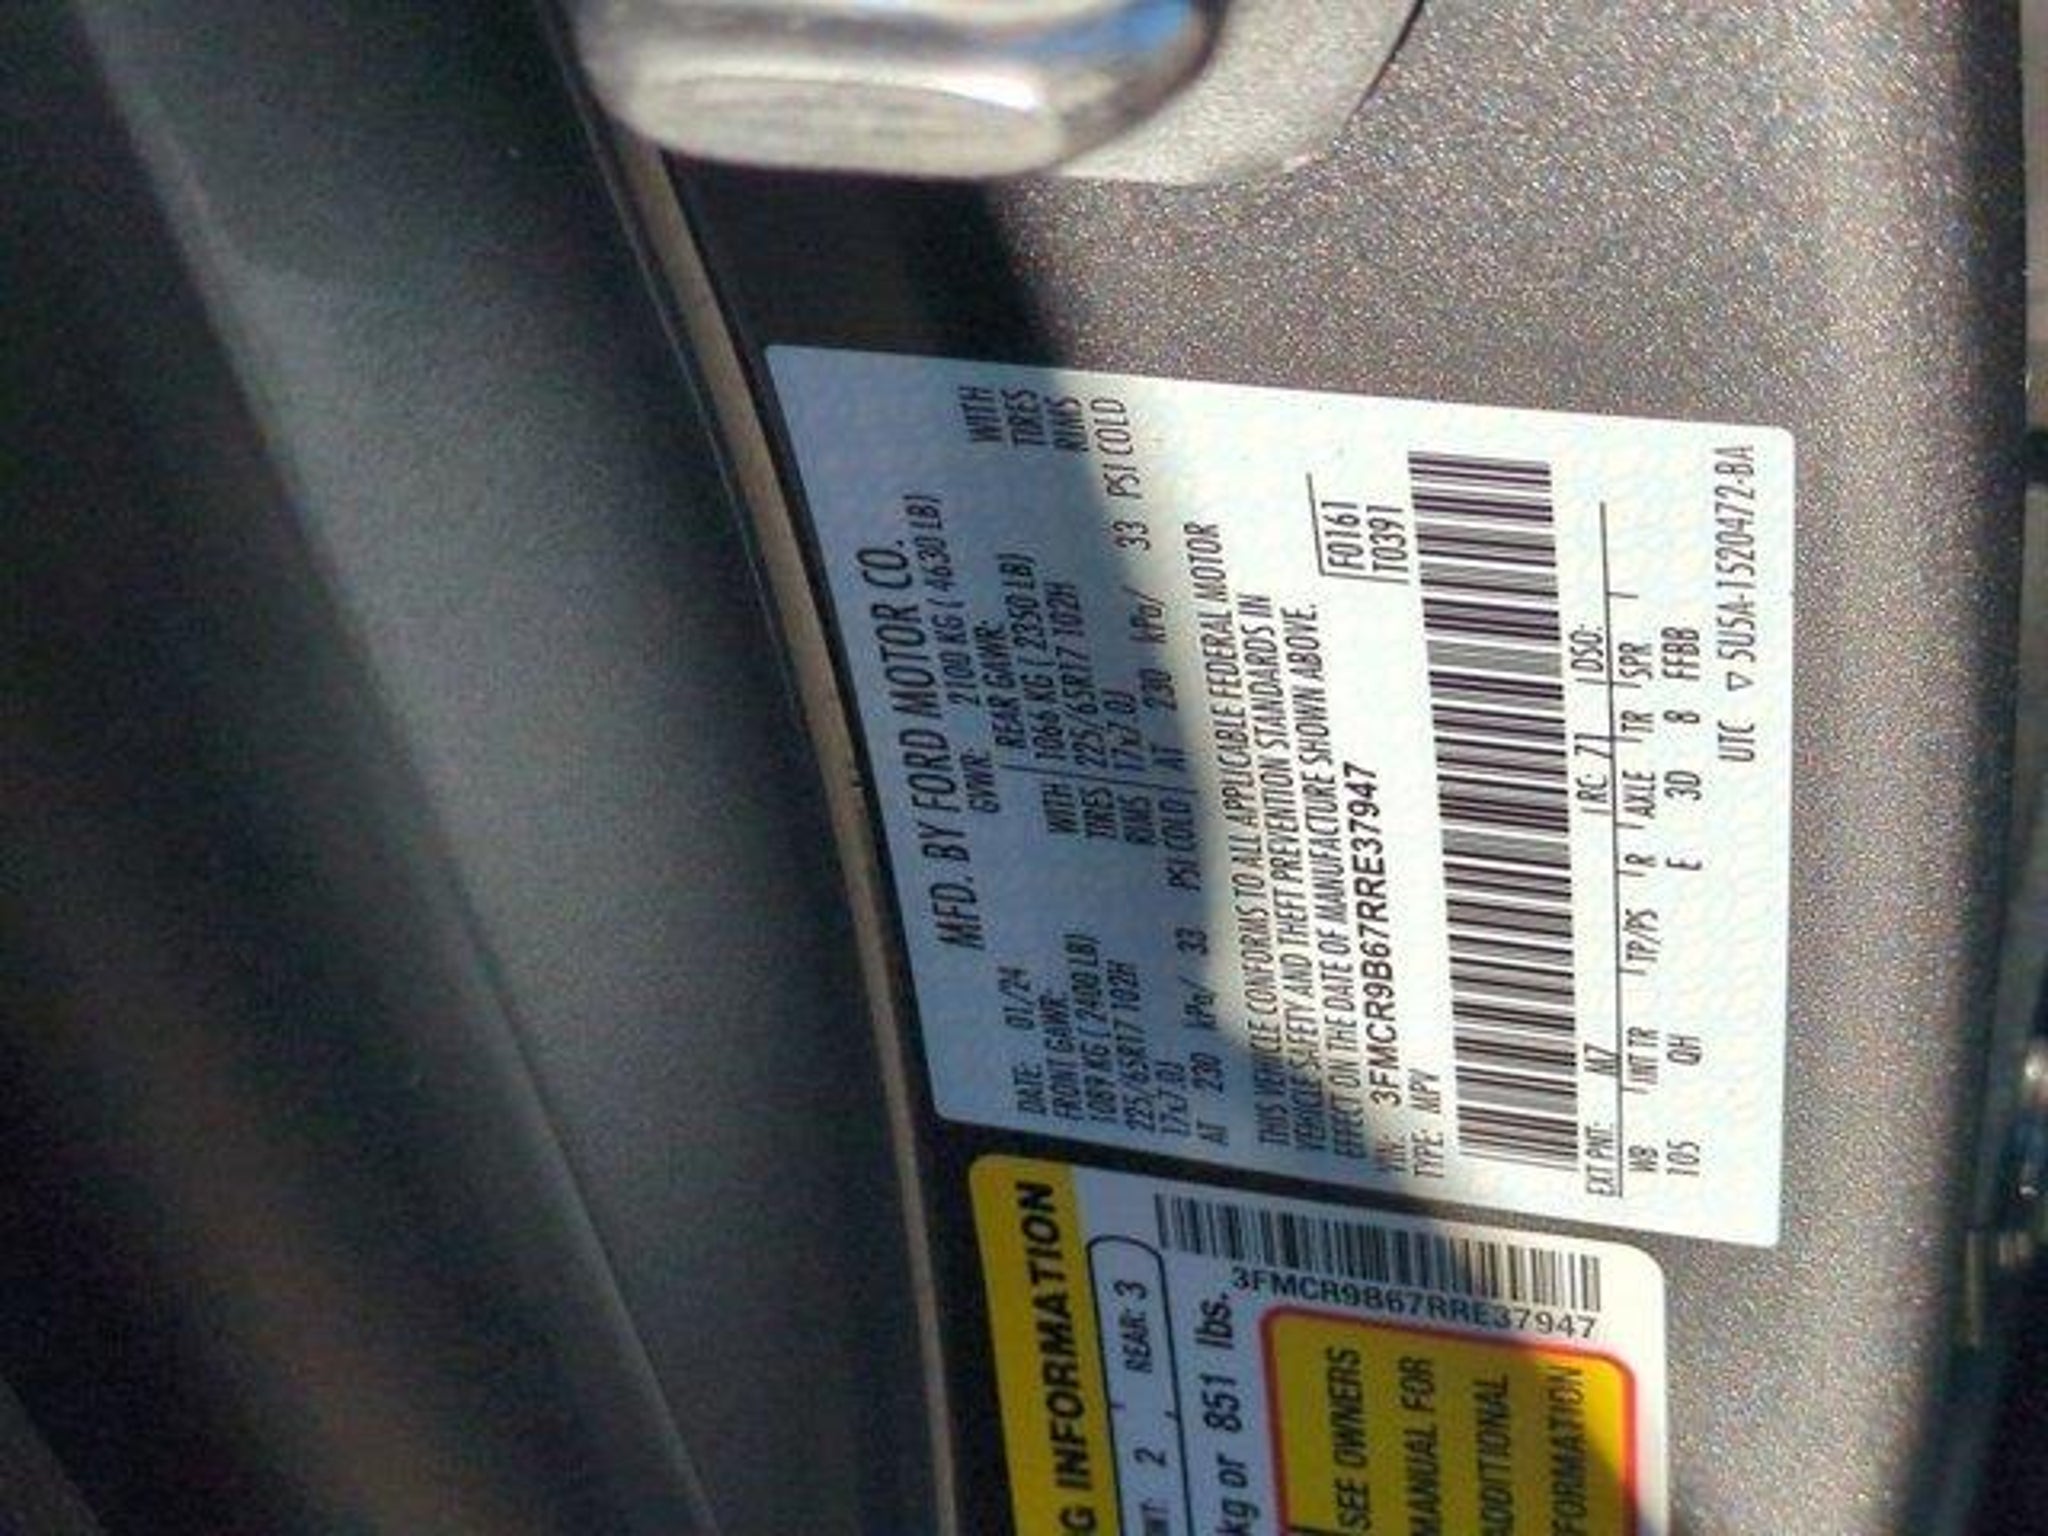 MFD. BY FORD MOTOR CO.
DATE: 01/24 GVWR: 2100 KG ( 4630 LB)
FRONT GAWR: REAR GAWR:
1089 KG ( 2400 LB) WITH 1066 KG ( 2350 LB) WITH
225/65R17 102H TIRES 225/65R17 102H TIRES
17x7.0J RIMS 17x7.0J RIMS
AT 230 kPa/ 33 PSI COLD AT 230 kPa/ 33 PSI COLD
THIS VEHICLE CONFORMS TO ALL APPLICABLE FEDERAL MOTOR
VEHICLE SAFETY AND THEFT PREVENTION STANDARDS IN
EFFECT ON THE DATE OF MANUFACTURE SHOWN ABOVE.
VIN: 3FMCR9B67RRE37947 F0161
TYPE: MPV T0391
EXT PNT: M7 RC: 71 DSO:
WB INT TR TP/PS R AXLE TR SPR
105 QH E 3D 8 FFBB
UTC ▽ 5USA-1520472-BA
G INFORMATION
2 REAR: 3
kg or 851 lbs.
3FMCR9B67RRE37947
SEE OWNERS
MANUAL FOR
ADDITIONAL
INFORMATION